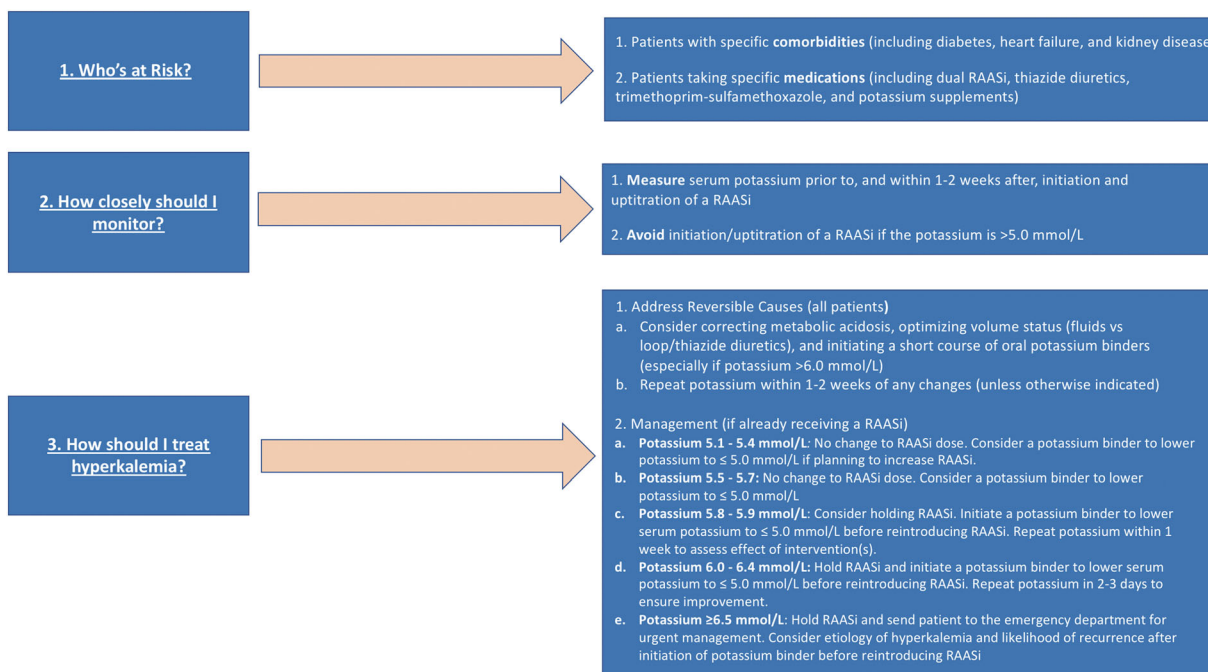 1. Who's at Risk?
1. Patients with specific comorbidities (including diabetes, heart failure, and kidney disease
2. Patients taking specific medications (including dual RAASi, thiazide diuretics,
trimethoprim-sulfamethoxazole, and potassium supplements)
2. How closely should I
monitor?
1. Measure serum potassium prior to, and within 1-2 weeks after, initiation and
uptitration of a RAASi
2. Avoid initiation/uptitration of a RAASi if the potassium is >5.0 mmol/L
3. How should I treat
hyperkalemia?
1. Address Reversible Causes (all patients)
a. Consider correcting metabolic acidosis, optimizing volume status (fluids vs
loop/thiazide diuretics), and initiating a short course of oral potassium binders
(especially if potassium >6.0 mmol/L)
b. Repeat potassium within 1-2 weeks of any changes (unless otherwise indicated)
2. Management (if already receiving a RAASi)
a. Potassium 5.1 - 5.4 mmol/L: No change to RAASi dose. Consider a potassium binder to lower
potassium to ≤ 5.0 mmol/L if planning to increase RAASi.
b. Potassium 5.5 - 5.7: No change to RAASi dose. Consider a potassium binder to lower
potassium to ≤ 5.0 mmol/L
c. Potassium 5.8 - 5.9 mmol/L: Consider holding RAASi. Initiate a potassium binder to lower
serum potassium to ≤ 5.0 mmol/L before reintroducing RAASi. Repeat potassium within 1
week to assess effect of intervention(s).
d. Potassium 6.0 - 6.4 mmol/L: Hold RAASi and initiate a potassium binder to lower serum
potassium to ≤ 5.0 mmol/L before reintroducing RAASi. Repeat potassium in 2-3 days to
ensure improvement.
e. Potassium ≥6.5 mmol/L: Hold RAASi and send patient to the emergency department for
urgent management. Consider etiology of hyperkalemia and likelihood of recurrence after
initiation of potassium binder before reintroducing RAASi